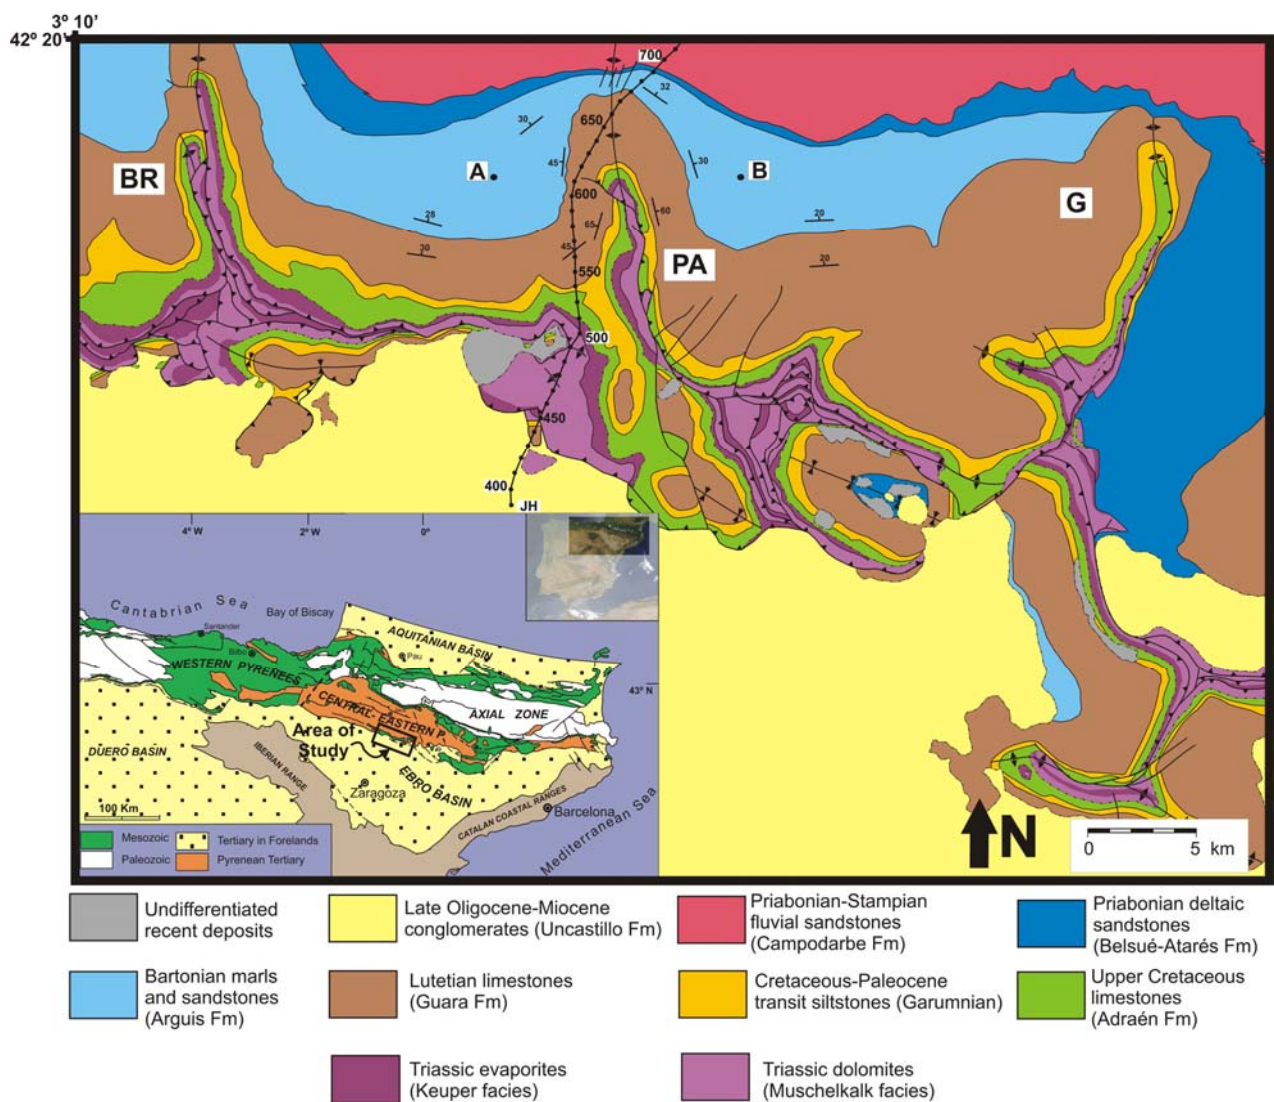 3º 10'
42º 20'
700
32
30
650
A
45
30
B
BR
600
G
28
65
60
20
45
PA
30
550
20
500
450
400
JH
4º W
2º W
0º
Cantabrian Sea
Bay of Biscay
Santander
Bilbo
AQUITANIAN BASIN
Pau
WESTERN PYRENEES
43º N
CENTRAL-EASTERN P.
AXIAL ZONE
Area of
Study
DUERO BASIN
IBERIAN RANGE
EBRO BASIN
Zaragoza
CATALAN COASTAL RANGES
Barcelona
Mediterranean Sea
100 Km
Mesozoic
Tertiary in Forelands
Paleozoic
Pyrenean Tertiary
N
0 5 km
Undifferentiated
recent deposits
Late Oligocene-Miocene
conglomerates (Uncastillo Fm)
Priabonian-Stampian
fluvial sandstones
(Campodarbe Fm)
Priabonian deltaic
sandstones
(Belsué-Atarés Fm)
Bartonian marls
and sandstones
(Arguis Fm)
Lutetian limestones
(Guara Fm)
Cretaceous-Paleocene
transit siltstones (Garumnian)
Upper Cretaceous
limestones
(Adraén Fm)
Triassic evaporites
(Keuper facies)
Triassic dolomites
(Muschelkalk facies)